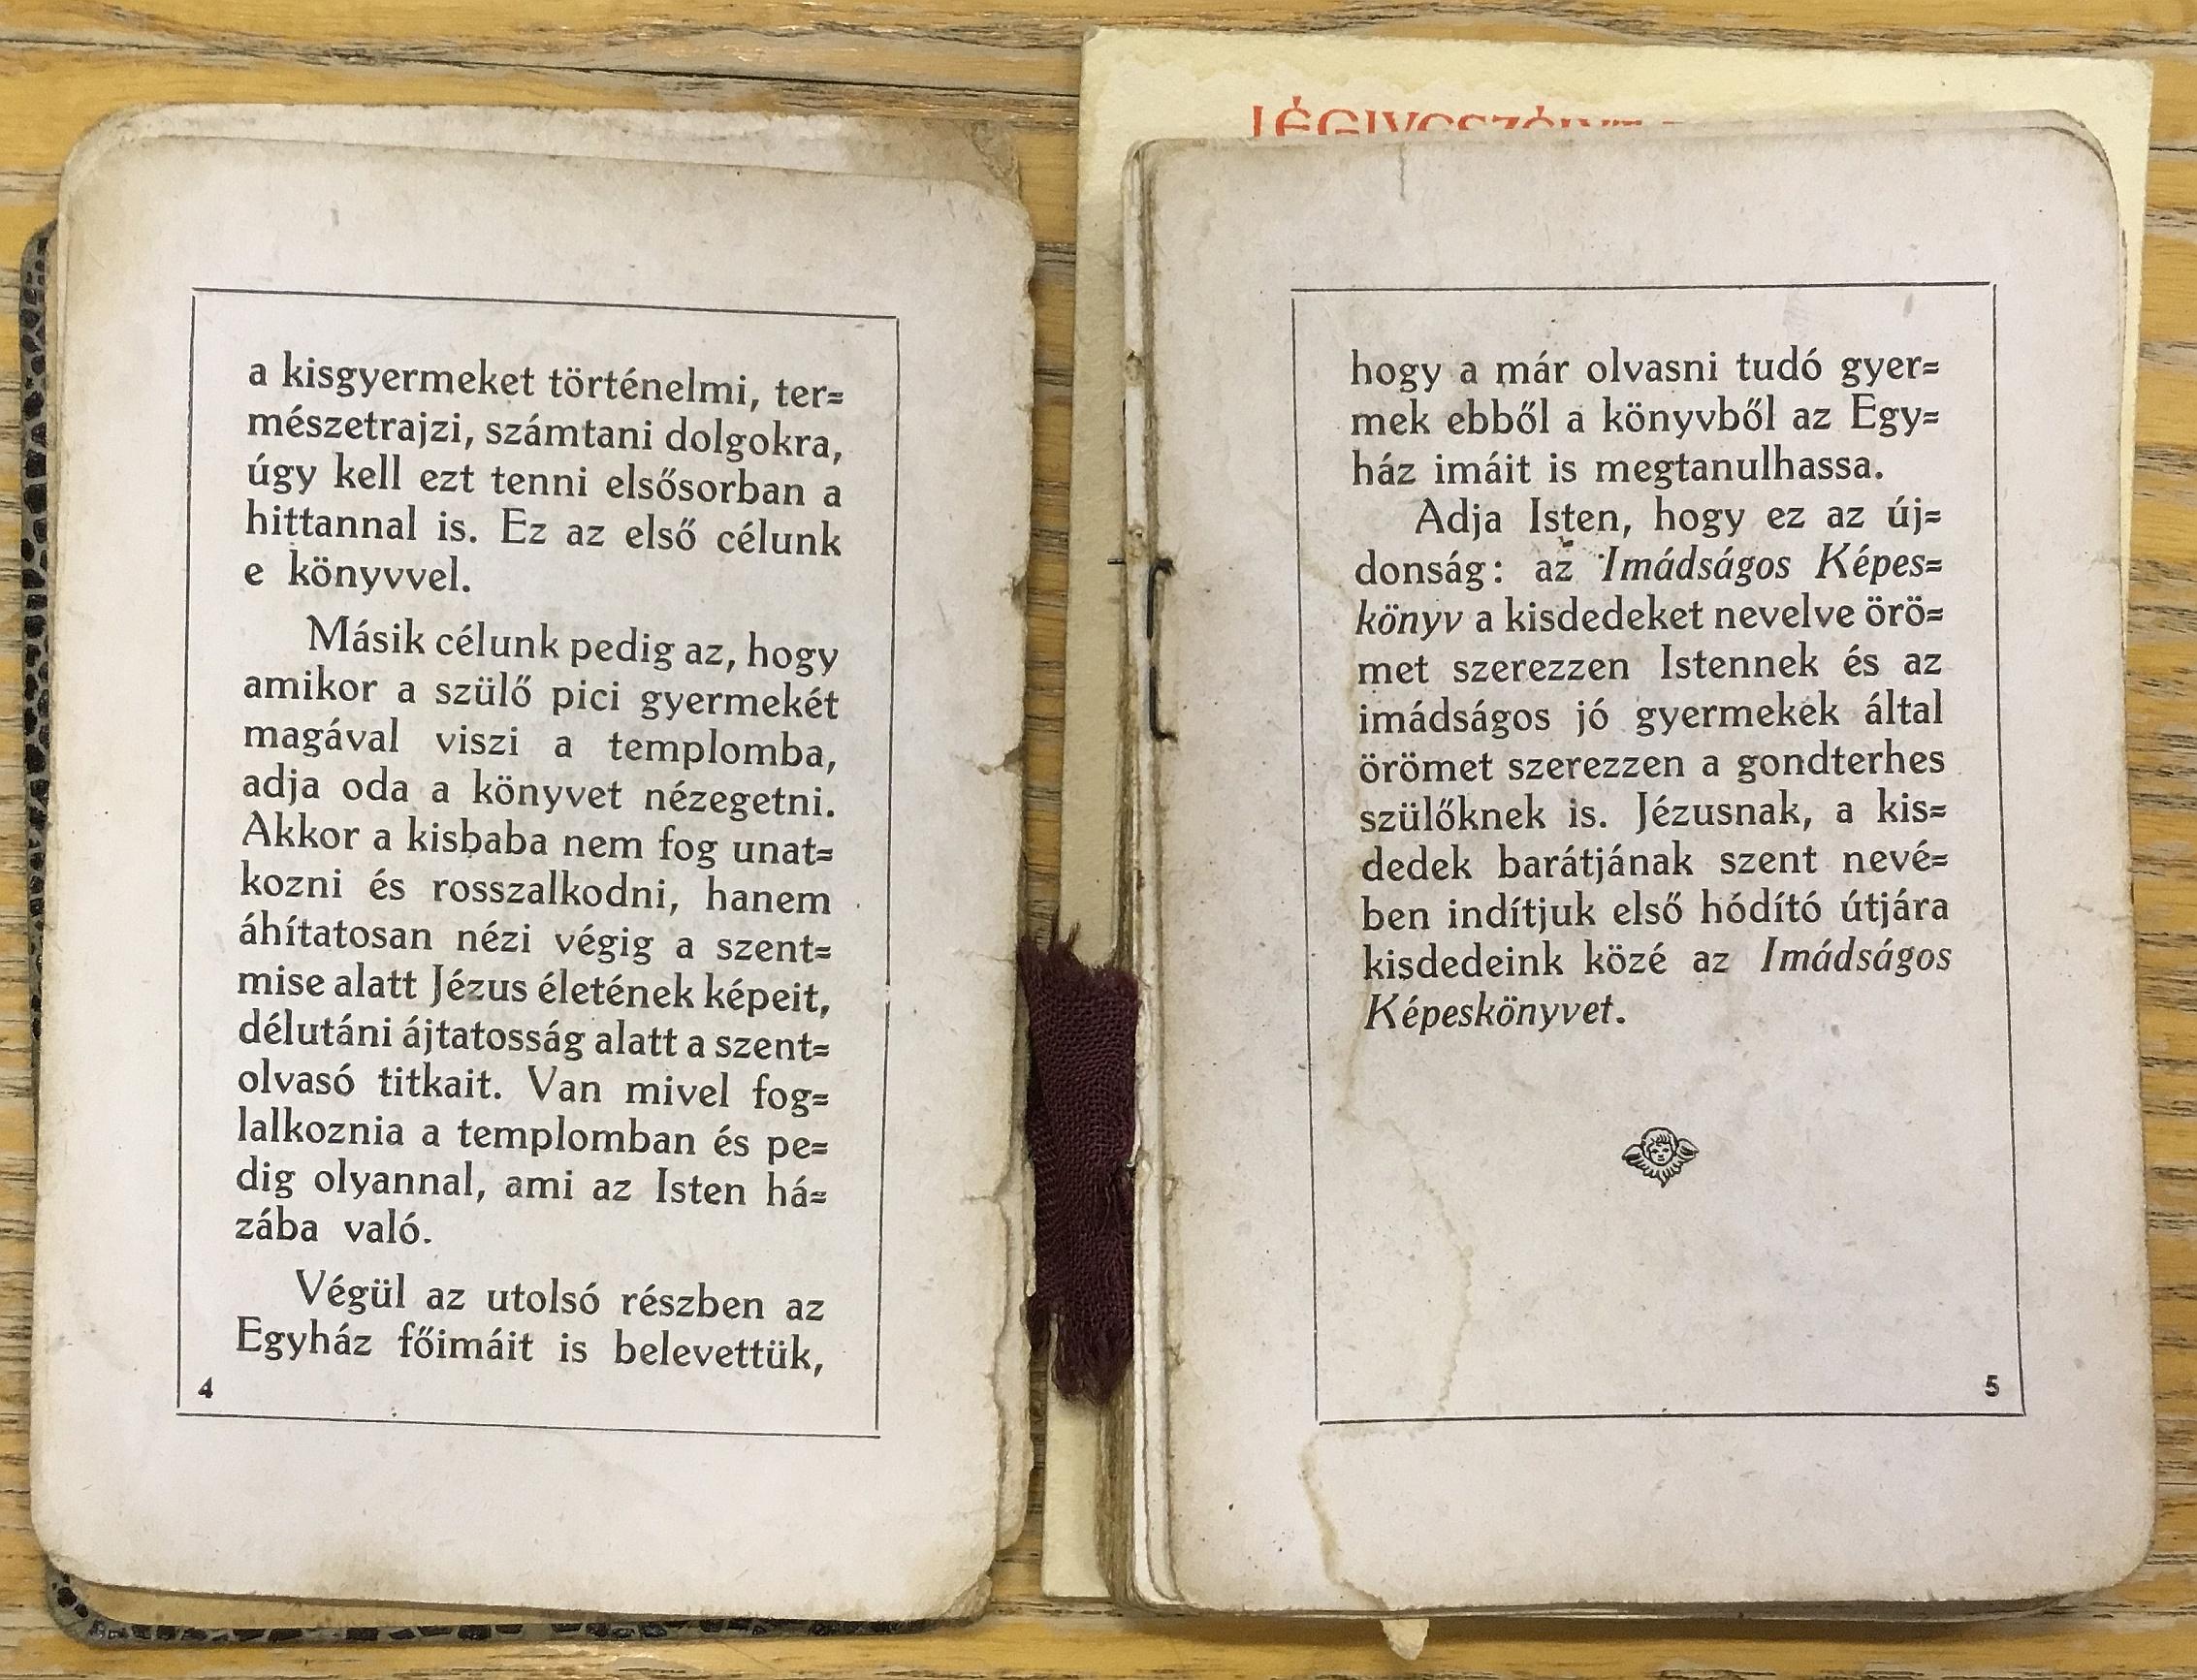 a kisgyermeket történelmi, ter=
mészetrajzi, számtani dolgokra,
úgy kell ezt tenni elsősorban a
hittannal is. Ez az első célunk
e könyvvel.
Másik célunk pedig az, hogy
amikor a szülő pici gyermekét
magával viszi a templomba,
adja oda a könyvet nézegetni.
Akkor a kisbaba nem fog unat=
kozni és rosszalkodni, hanem
áhítatosan nézi végig a szent=
mise alatt Jézus életének képeit,
délutáni ájtatosság alatt a szent=
olvasó titkait. Van mivel fog=
lalkoznia a templomban és pe=
dig olyannal, ami az Isten há=
zába való.
Végül az utolsó részben az
Egyház főimáit is belevettük,
4
hogy a már olvasni tudó gyer=
mek ebből a könyvből az Egy=
ház imáit is megtanulhassa.
Adja Isten, hogy ez az új=
donság: az Imádságos Képes=
könyv a kisdedeket nevelve örö=
met szerezzen Istennek és az
imádságos jó gyermekek által
örömet szerezzen a gondterhes
szülőknek is. Jézusnak, a kis=
dedek barátjának szent nevé=
ben indítjuk első hódító útjára
kisdedeink közé az Imádságos
Képeskönyvet.
5